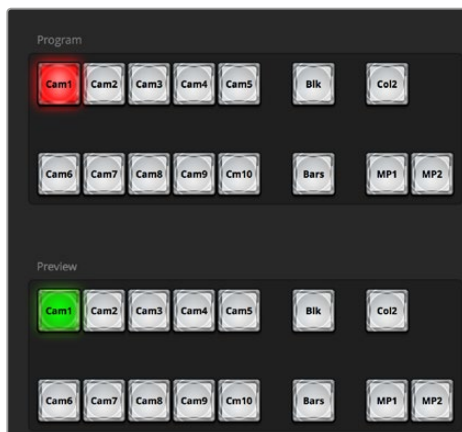 Program
Cam1 Cam2 Cam3 Cam4 Cam5 Blk Col2
Cam6 Cam7 Cam8 Cam9 Cm10 Bars MP1 MP2
Preview
Cam1 Cam2 Cam3 Cam4 Cam5 Blk Col2
Cam6 Cam7 Cam8 Cam9 Cm10 Bars MP1 MP2